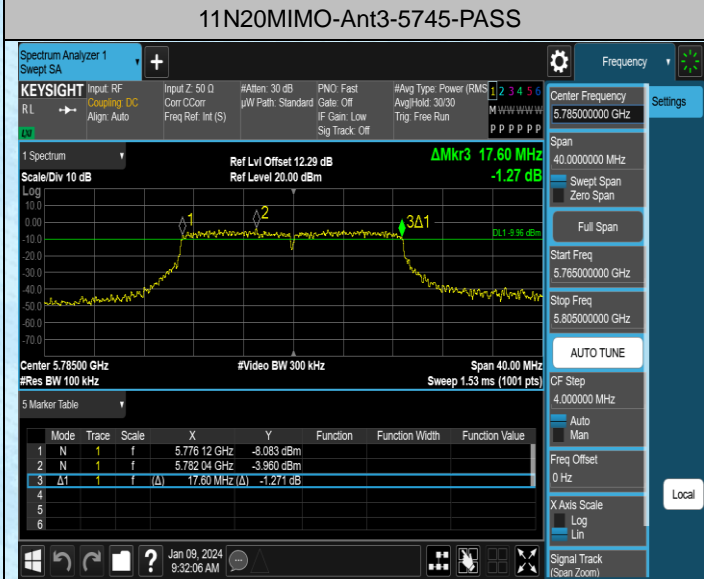 11N20MIMO-Ant3-5745-PASS
Spectrum Analyzer 1
Swept SA
+
Frequency
KEYSIGHT
RL
LXI
Input: RF
Coupling: DC
Align: Auto
Input Z: 50 Ω
Corr CCorr
Freq Ref: Int (S)
#Atten: 30 dB
µW Path: Standard
PNO: Fast
Gate: Off
IF Gain: Low
Sig Track: Off
#Avg Type: Power (RMS
Avg|Hold: 30/30
Trig: Free Run
1 2 3 4 5 6
M W W W W W
P P P P P P
1 Spectrum
Scale/Div 10 dB
Ref Lvl Offset 12.29 dB
Ref Level 20.00 dBm
ΔMkr3 17.60 MHz
-1.27 dB
Log
10.0
0.00
-10.0
-20.0
-30.0
-40.0
-50.0
-60.0
-70.0
1
2
3Δ1
DL1 -9.96 dBm
Center 5.78500 GHz
#Video BW 300 kHz
Span 40.00 MHz
#Res BW 100 kHz
Sweep 1.53 ms (1001 pts)
5 Marker Table
Mode Trace Scale X Y Function Function Width Function Value
1 N 1 f 5.776 12 GHz -8.083 dBm
2 N 1 f 5.782 04 GHz -3.960 dBm
3 Δ1 1 f (Δ) 17.60 MHz (Δ) -1.271 dB
4
5
6
Jan 09, 2024
9:32:06 AM
?
Center Frequency
5.785000000 GHz
Settings
Span
40.0000000 MHz
Swept Span
Zero Span
Full Span
Start Freq
5.765000000 GHz
Stop Freq
5.805000000 GHz
AUTO TUNE
CF Step
4.000000 MHz
Auto
Man
Freq Offset
0 Hz
X Axis Scale
Log
Lin
Local
Signal Track
(Span Zoom)